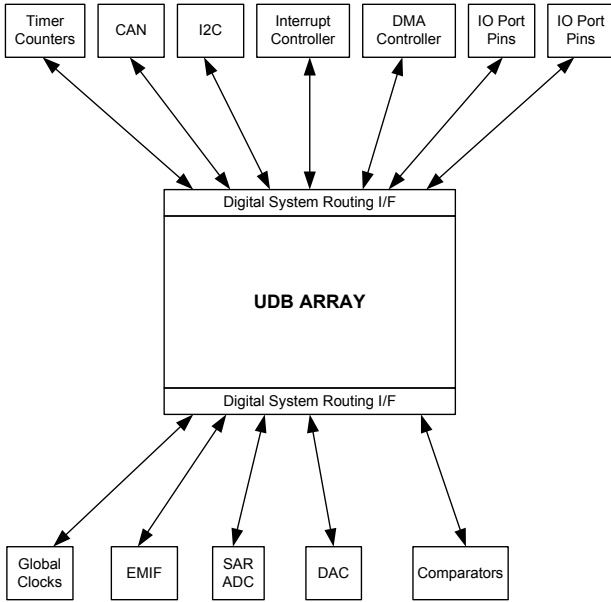 Timer
Counters
CAN
I2C
Interrupt
Controller
DMA
Controller
IO Port
Pins
IO Port
Pins
Digital System Routing I/F
UDB ARRAY
Digital System Routing I/F
Global
Clocks
EMIF
SAR
ADC
DAC
Comparators